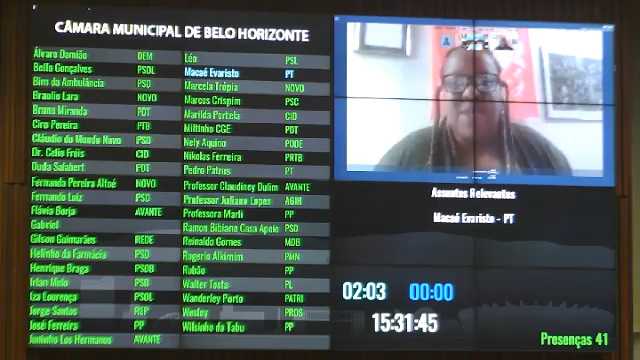 CÂMARA MUNICIPAL DE BELO HORIZONTE
Álvaro Damião DEM
Bella Gonçalves PSOL
Bim da Ambulância PSD
Braulio Lara NOVO
Bruno Miranda PDT
Ciro Pereira PTB
Cláudio do Mundo Novo PSD
Dr. Célio Fróis CID
Duda Salabert PDT
Fernanda Pereira Altoé NOVO
Fernando Luiz PSD
Flávia Borja AVANTE
Gabriel
Gilson Guimarães REDE
Helinho da Farmácia PSD
Henrique Braga PSDB
Irlan Melo PSD
Iza Lourença PSOL
Jorge Santos REP
José Ferreira PP
Juninho Los Hermanos AVANTE
Léo PSL
Macaé Evaristo PT
Marcela Trópia NOVO
Marcos Crispim PSC
Marilda Portela CID
Miltinho CGE PDT
Nely Aquino PODE
Nikolas Ferreira PRTB
Pedro Patrus PT
Professor Claudiney Dulim AVANTE
Professor Juliano Lopes AGIR
Professora Marli PP
Ramon Bibiano Casa Apoio PSD
Reinaldo Gomes MDB
Rogerio Alkimim PMN
Rubão PP
Walter Tosta PL
Wanderley Porto PATRI
Wesley PROS
Wilsinho da Tabu PP
Assuntos Relevantes
Macaé Evaristo - PT
02:03 00:00
15:31:45
Presenças 41